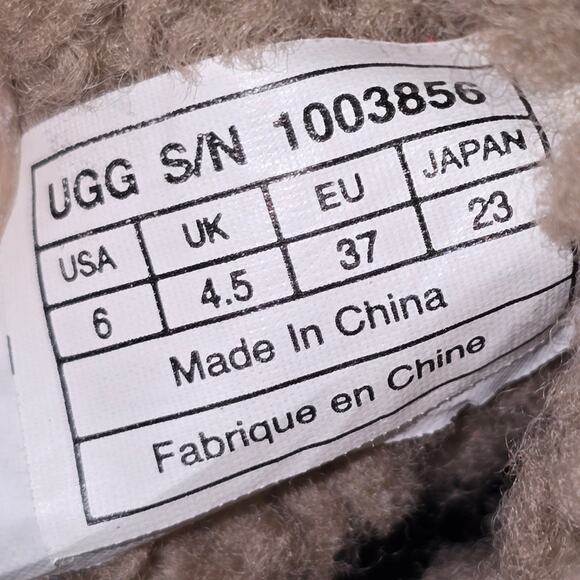 UGG S/N 1003856
USA UK EU JAPAN
6 4.5 37 23
Made In China
Fabrique en Chine